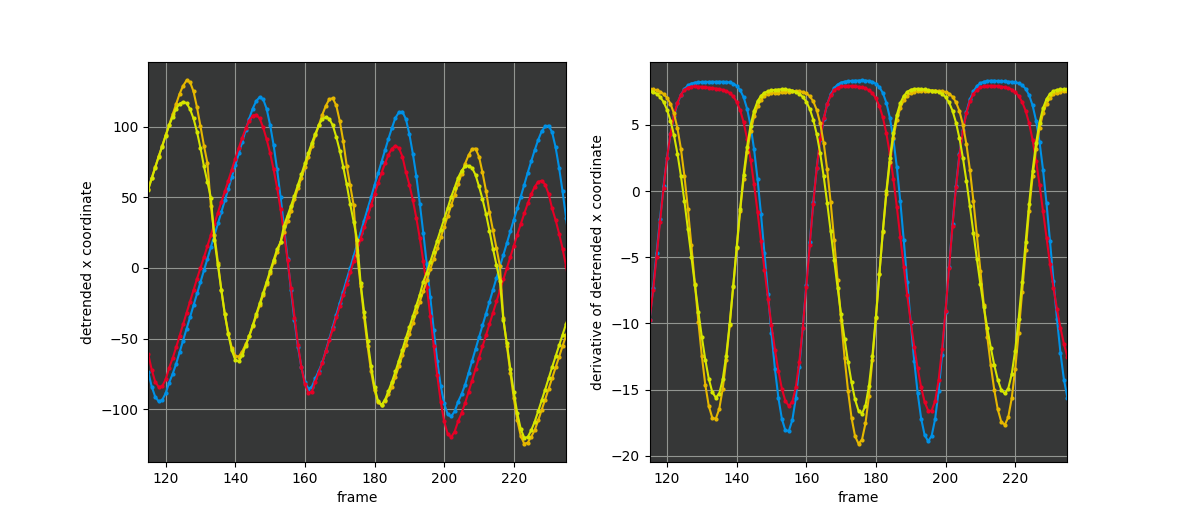 detrended x coordinate
100
50
0
−50
−100
120 140 160 180 200 220
frame
derivative of detrended x coordinate
5
0
−5
−10
−15
−20
120 140 160 180 200 220
frame